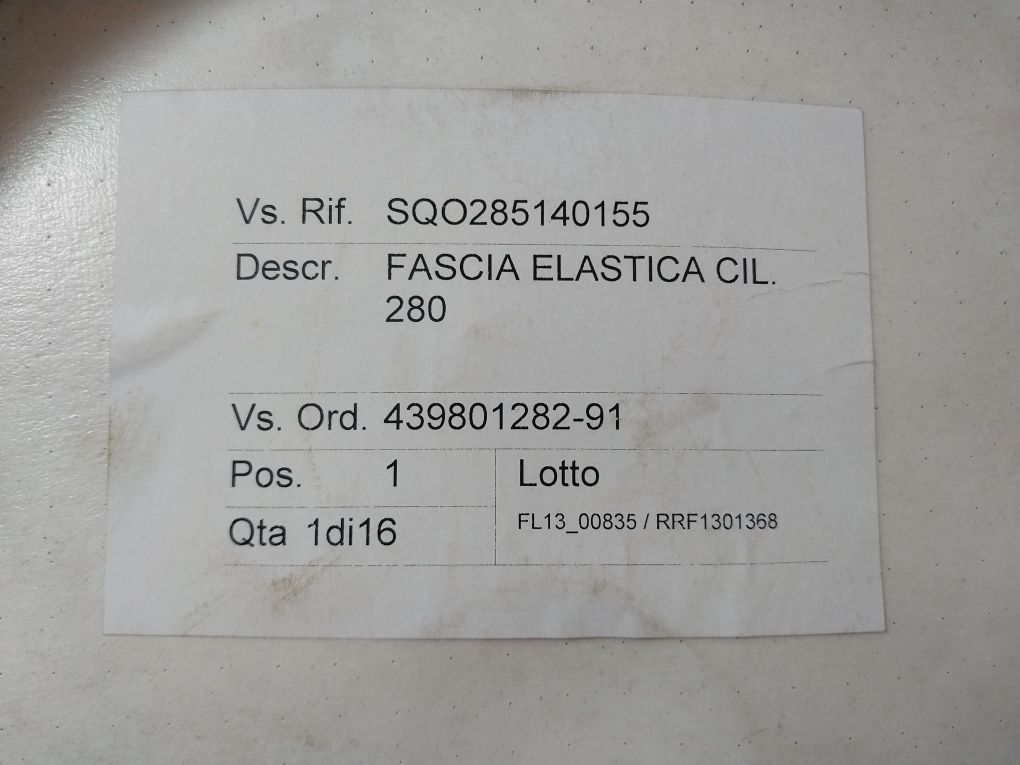 Vs. Rif. SQO285140155
Descr. FASCIA ELASTICA CIL.
280
Vs. Ord. 439801282-91
Pos. 1 Lotto
FL13_00835 / RRF1301368
Qta 1di16